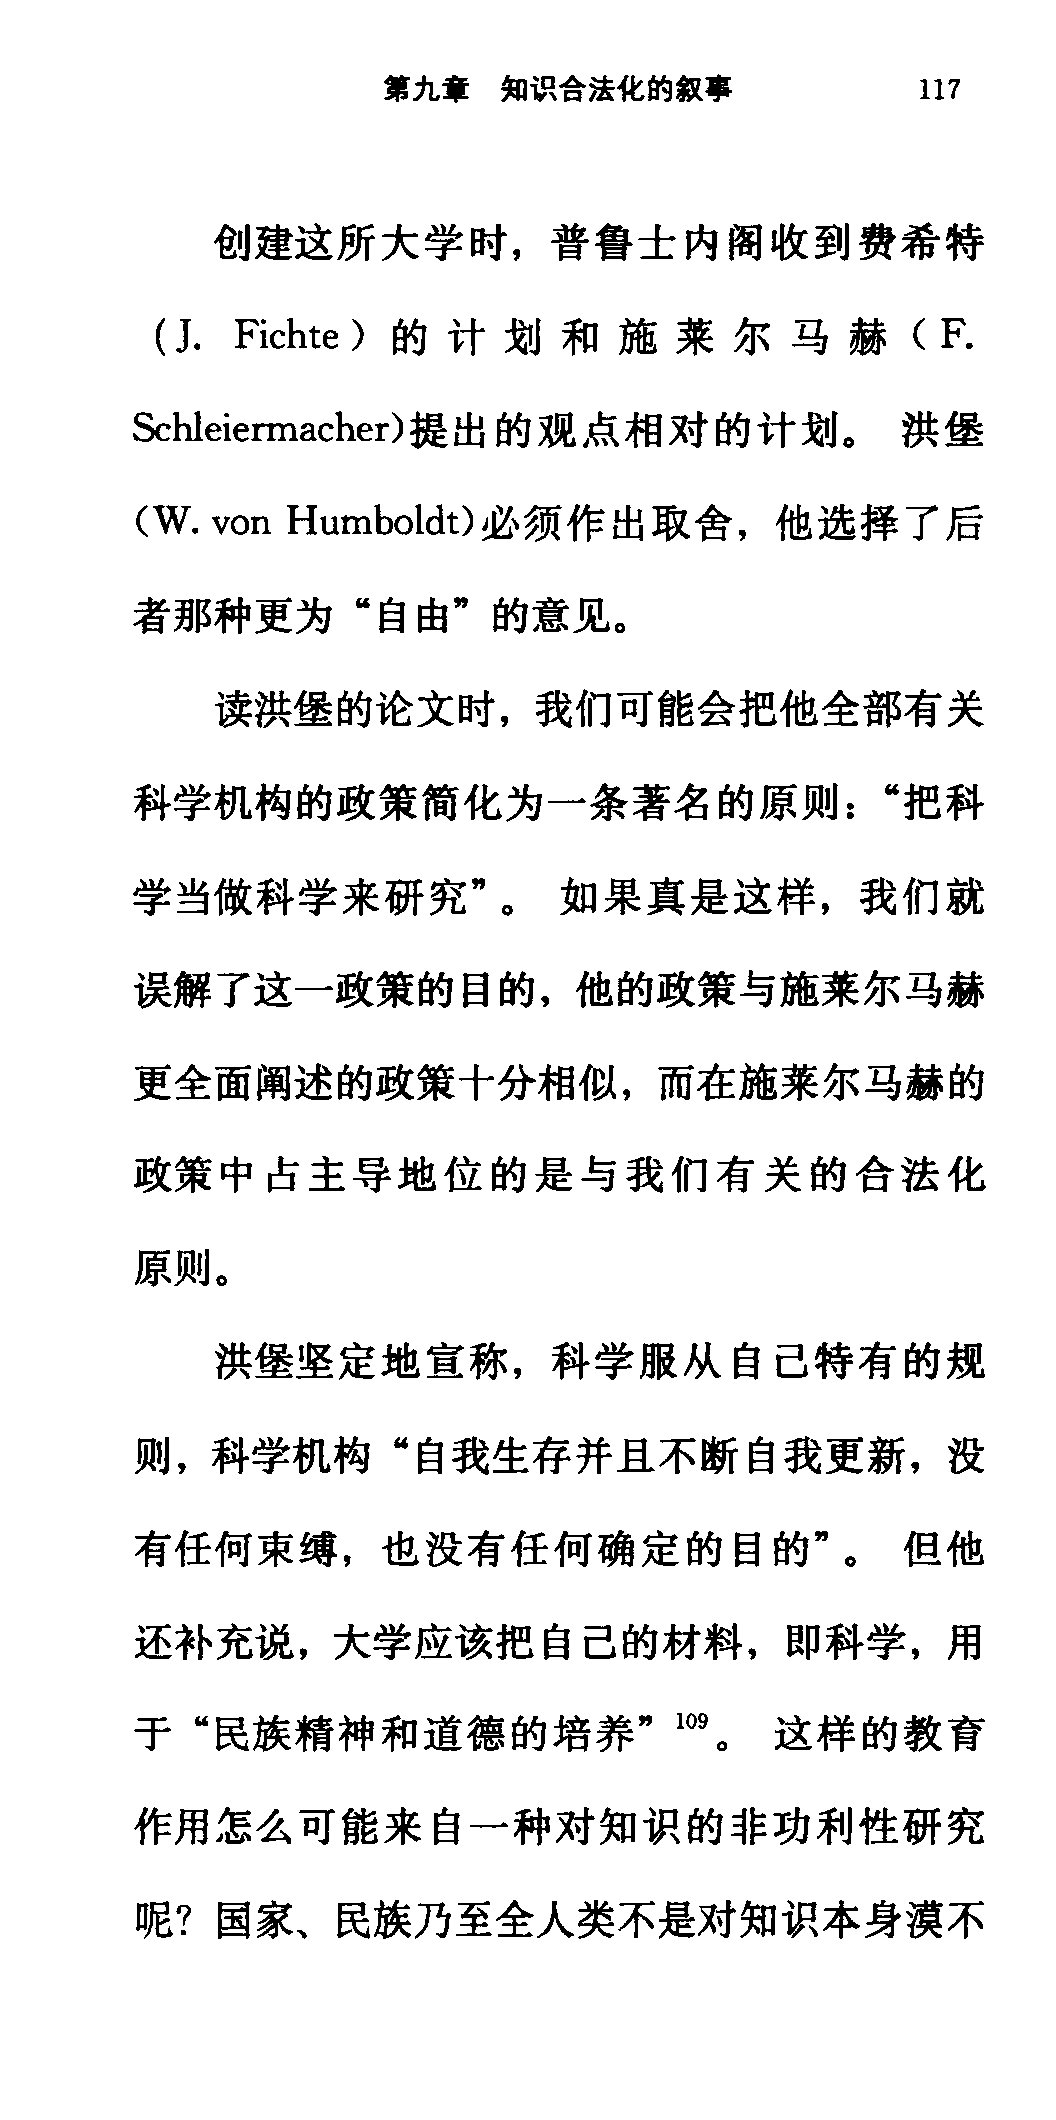 第九章　知识合法化的叙事　117
创建这所大学时，普鲁士内阁收到费希特
（J. Fichte）的计划和施莱尔马赫（F.
Schleiermacher)提出的观点相对的计划。 洪堡
(W. von Humboldt)必须作出取舍，他选择了后
者那种更为“自由”的意见。
读洪堡的论文时，我们可能会把他全部有关
科学机构的政策简化为一条著名的原则：“把科
学当做科学来研究”。 如果真是这样，我们就
误解了这一政策的目的，他的政策与施莱尔马赫
更全面阐述的政策十分相似，而在施莱尔马赫的
政策中占主导地位的是与我们有关的合法化
原则。
洪堡坚定地宣称，科学服从自己特有的规
则，科学机构“自我生存并且不断自我更新，没
有任何束缚，也没有任何确定的目的”。 但他
还补充说，大学应该把自己的材料，即科学，用
于“民族精神和道德的培养”109。 这样的教育
作用怎么可能来自一种对知识的非功利性研究
呢？国家、民族乃至全人类不是对知识本身漠不